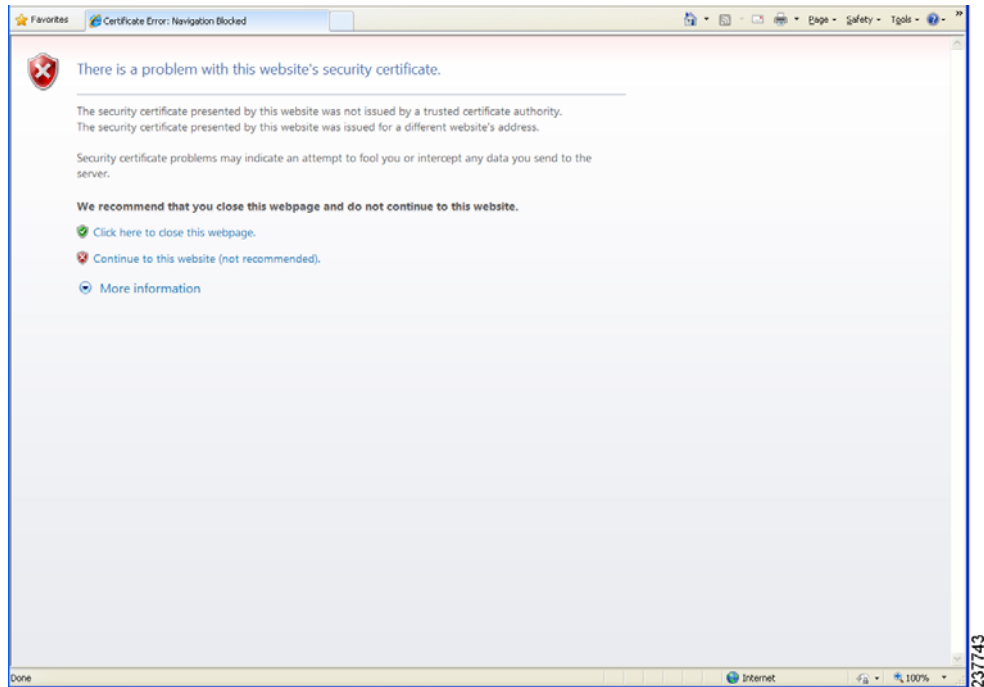 Favorites
Certificate Error: Navigation Blocked
Page
Safety
Tools
»
There is a problem with this website's security certificate.
The security certificate presented by this website was not issued by a trusted certificate authority.
The security certificate presented by this website was issued for a different website's address.
Security certificate problems may indicate an attempt to fool you or intercept any data you send to the
server.
We recommend that you close this webpage and do not continue to this website.
Click here to close this webpage.
Continue to this website (not recommended).
More information
Done
Internet
100%
237743